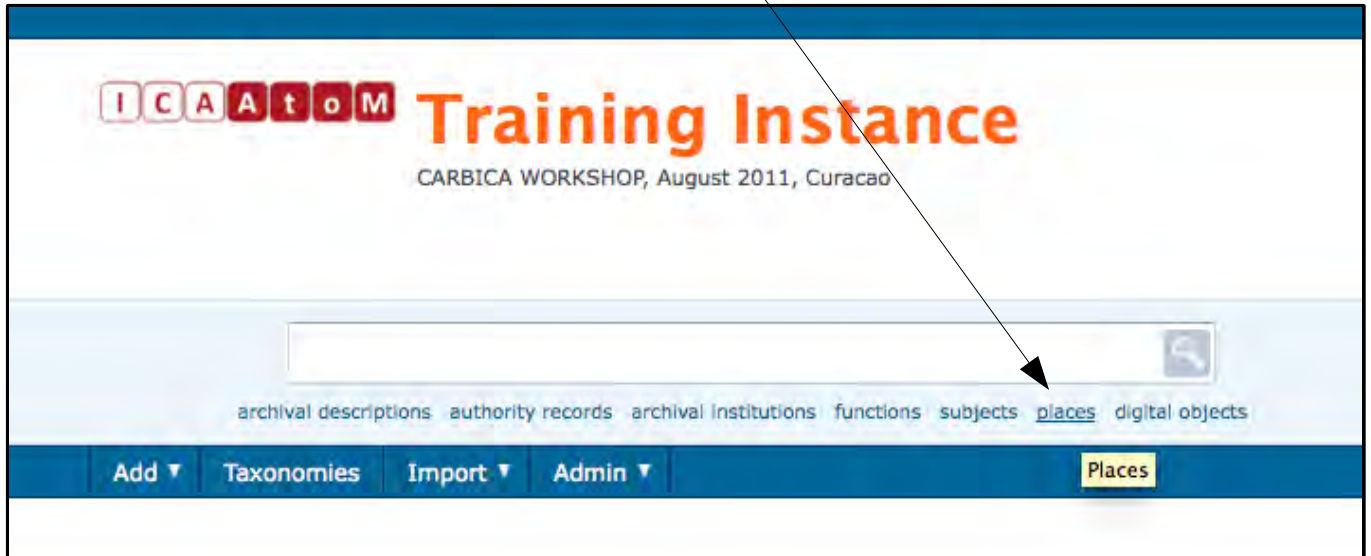 ICAAtoM Training Instance
CARBICA WORKSHOP, August 2011, Curacao
archival descriptions authority records archival institutions functions subjects places digital objects
Add ▼ Taxonomies Import ▼ Admin ▼ Places